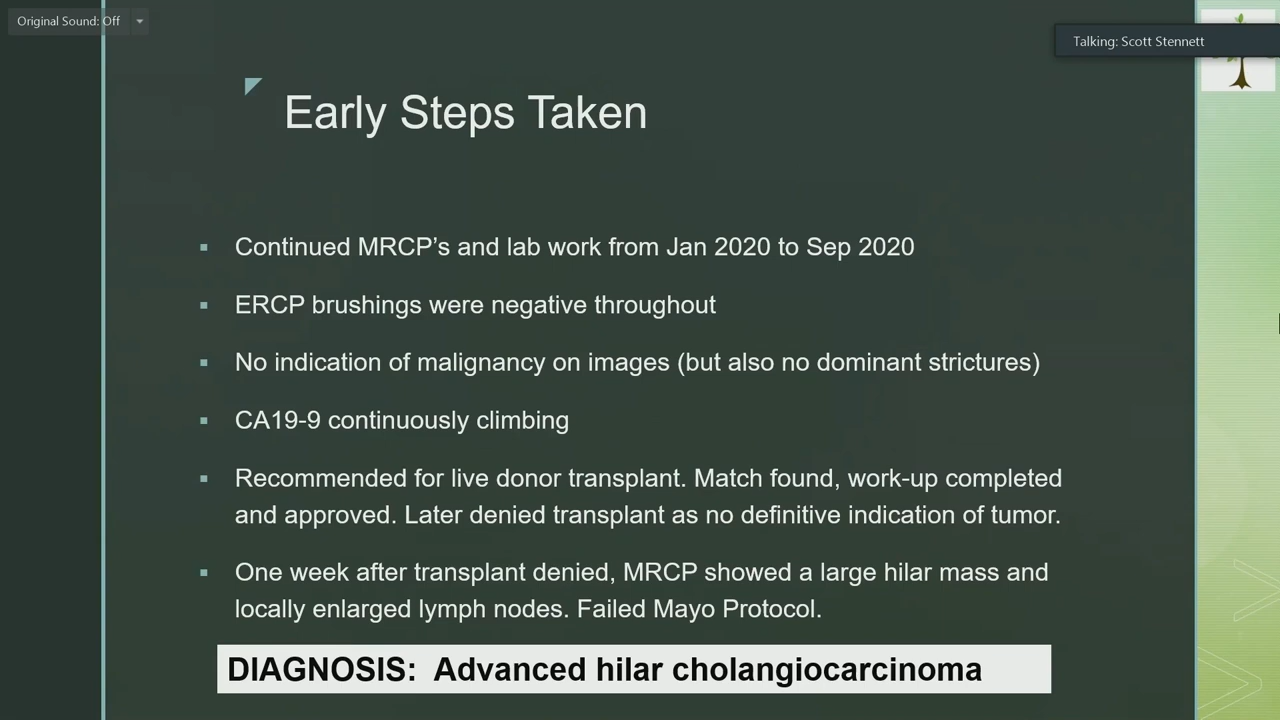 Original Sound: Off
Talking: Scott Stennett
Early Steps Taken
▪ Continued MRCP’s and lab work from Jan 2020 to Sep 2020
▪ ERCP brushings were negative throughout
▪ No indication of malignancy on images (but also no dominant strictures)
▪ CA19-9 continuously climbing
▪ Recommended for live donor transplant. Match found, work-up completed
and approved. Later denied transplant as no definitive indication of tumor.
▪ One week after transplant denied, MRCP showed a large hilar mass and
locally enlarged lymph nodes. Failed Mayo Protocol.
DIAGNOSIS: Advanced hilar cholangiocarcinoma